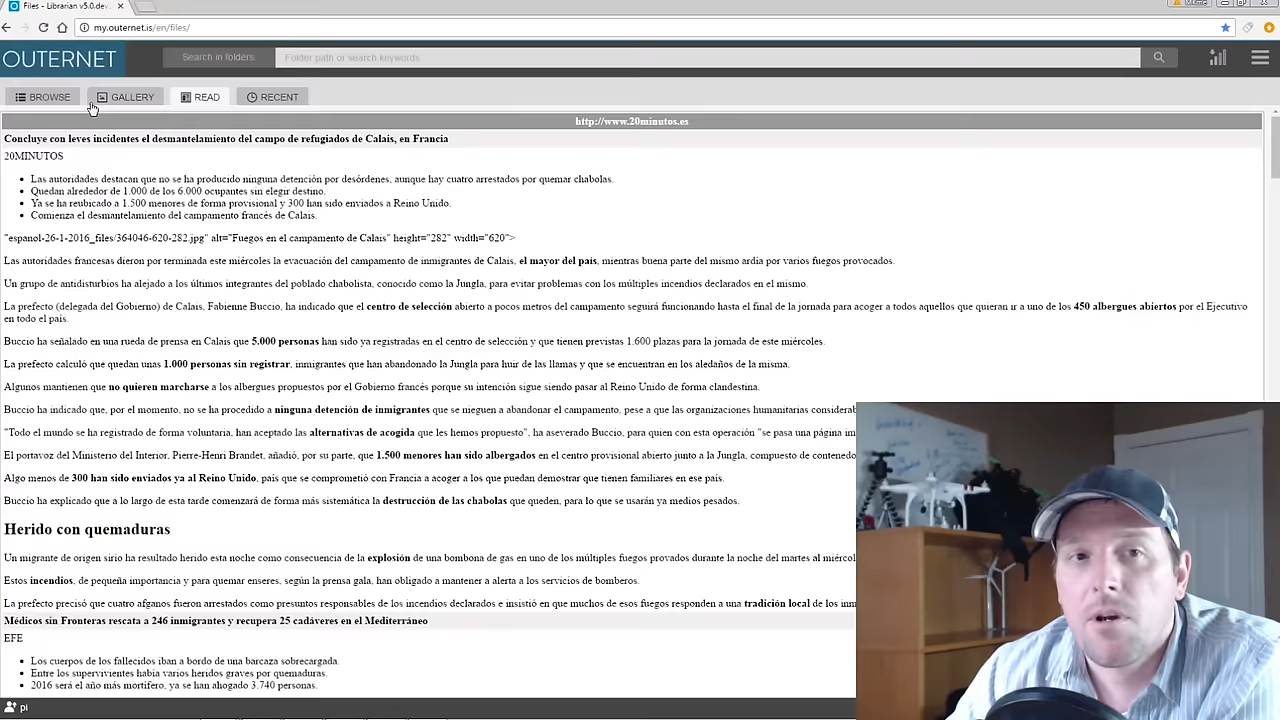 Files - Librarian v5.0.dev
my.outernet.is/en/files/
OUTERNET
Search in folders
Folder path or search keywords
BROWSE
GALLERY
READ
RECENT
http://www.20minutos.es
Concluye con leves incidentes el desmantelamiento del campo de refugiados de Calais, en Francia
20MINUTOS
Las autoridades destacan que no se ha producido ninguna detención por desórdenes, aunque hay cuatro arrestados por quemar chabolas.
Quedan alrededor de 1.000 de los 6.000 ocupantes sin elegir destino.
Ya se ha reubicado a 1.500 menores de forma provisional y 300 han sido enviados a Reino Unido.
Comienza el desmantelamiento del campamento francés de Calais.
"espanol-26-1-2016_files/364046-620-282.jpg" alt="Fuegos en el campamento de Calais" height="282" width="620">
Las autoridades francesas dieron por terminada este miércoles la evacuación del campamento de inmigrantes de Calais, el mayor del país, mientras buena parte del mismo ardía por varios fuegos provocados.
Un grupo de antidisturbios ha alejado a los últimos integrantes del poblado chabolista, conocido como la Jungla, para evitar problemas con los múltiples incendios declarados en el mismo.
La prefecto (delegada del Gobierno) de Calais, Fabienne Buccio, ha indicado que el centro de selección abierto a pocos metros del campamento seguirá funcionando hasta el final de la jornada para acoger a todos aquellos que quieran ir a uno de los 450 albergues abiertos por el Ejecutivo
en todo el país.
Buccio ha señalado en una rueda de prensa en Calais que 5.000 personas han sido ya registradas en el centro de selección y que tienen previstas 1.600 plazas para la jornada de este miércoles.
La prefecto calculó que quedan unas 1.000 personas sin registrar, inmigrantes que han abandonado la Jungla para huir de las llamas y que se encuentran en los aledaños de la misma.
Algunos mantienen que no quieren marcharse a los albergues propuestos por el Gobierno francés porque su intención sigue siendo pasar al Reino Unido de forma clandestina.
Buccio ha indicado que, por el momento, no se ha procedido a ninguna detención de inmigrantes que se nieguen a abandonar el campamento, pese a que las organizaciones humanitarias considerab
"Todo el mundo se ha registrado de forma voluntaria, han aceptado las alternativas de acogida que les hemos propuesto", ha aseverado Buccio, para quien con esta operación "se pasa una página im
El portavoz del Ministerio del Interior, Pierre-Henri Brandet, añadió, por su parte, que 1.500 menores han sido albergados en el centro provisional abierto junto a la Jungla, compuesto de contenedo
Algo menos de 300 han sido enviados ya al Reino Unido, país que se comprometió con Francia a acoger a los que puedan demostrar que tienen familiares en ese país.
Buccio ha explicado que a lo largo de esta tarde comenzará de forma más sistemática la destrucción de las chabolas que queden, para lo que se usarán ya medios pesados.
Herido con quemaduras
Un migrante de origen sirio ha resultado herido esta noche como consecuencia de la explosión de una bombona de gas en uno de los múltiples fuegos provados durante la noche del martes al miércol
Estos incendios, de pequeña importancia y para quemar enseres, según la prensa gala, han obligado a mantener a alerta a los servicios de bomberos.
La prefecto precisó que cuatro afganos fueron arrestados como presuntos responsables de los incendios declarados e insistió en que muchos de esos fuegos responden a una tradición local de los inm
Médicos sin Fronteras rescata a 246 inmigrantes y recupera 25 cadáveres en el Mediterráneo
EFE
Los cuerpos de los fallecidos iban a bordo de una barcaza sobrecargada.
Entre los supervivientes había varios heridos graves por quemaduras.
2016 será el año más mortífero, ya se han ahogado 3.740 personas.
pi